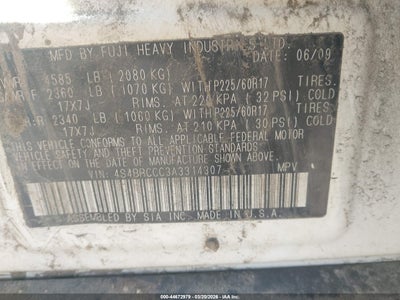 MFD. BY FUJI HEAVY INDUSTRIES LTD. DATE: 06/09
4585 LB (2080 KG)
F 2360 LB (1070 KG) WITH P225/60R17 TIRES.
17X7J RIMS. AT 220 KPA (32 PSI) COLD
R 2340 LB (1060 KG) WITH P225/60R17 TIRES.
17X7J RIMS. AT 210 KPA (30 PSI) COLD
THIS VEHICLE CONFORMS TO ALL APPLICABLE FEDERAL MOTOR
VEHICLE SAFETY AND THEFT PREVENTION STANDARDS
IN EFFECT ON THE DATE OF MANUFACTURE SHOWN ABOVE.
VIN: 4S4BRCCC3A3314307 MPV
ASSEMBLED BY SIA INC. MADE IN U.S.A.
000-44672979 - 03/20/2026 - IAAI.COM